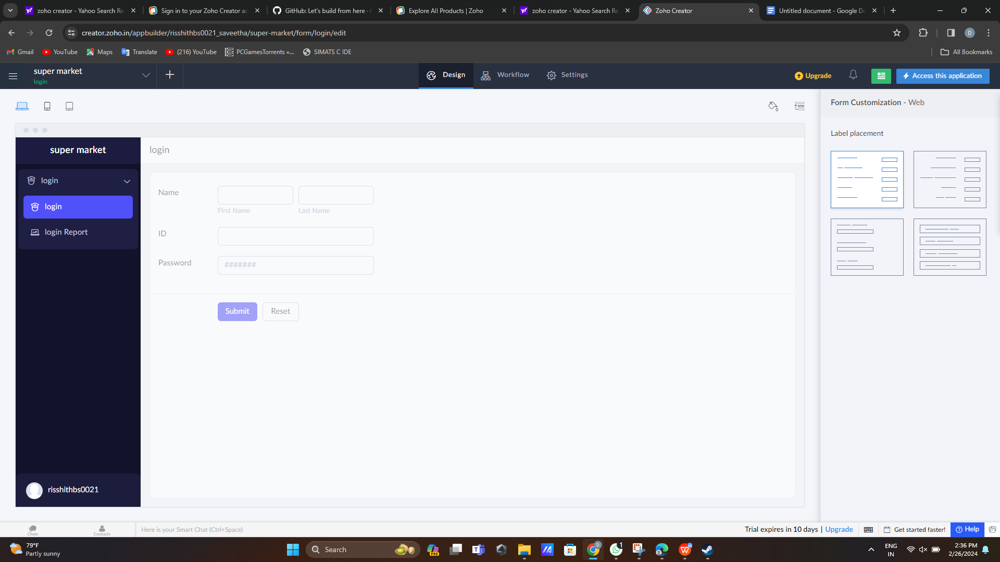 zoho creator - Yahoo Search Re
Sign in to your Zoho Creator ac
GitHub: Let's build from here ·
Explore All Products | Zoho
zoho creator - Yahoo Search Re
Zoho Creator
Untitled document - Google Do
creator.zoho.in/appbuilder/risshithbs0021_saveetha/super-market/form/login/edit
D
Gmail
YouTube
Maps
Translate
(216) YouTube
PCGamesTorrents «...
SIMATS C IDE
All Bookmarks
super market
login
Design
Workflow
Settings
Upgrade
Access this application
Form Customization - Web
Label placement
super market
login
login
login
login Report
Name
First Name
Last Name
ID
Password
#######
Submit
Reset
risshithbs0021
Chats
Contacts
Here is your Smart Chat (Ctrl+Space)
Trial expires in 10 days | Upgrade
Get started faster!
Help
79°F
Partly sunny
Search
PRE
D
1
ENG
IN
2:36 PM
2/26/2024